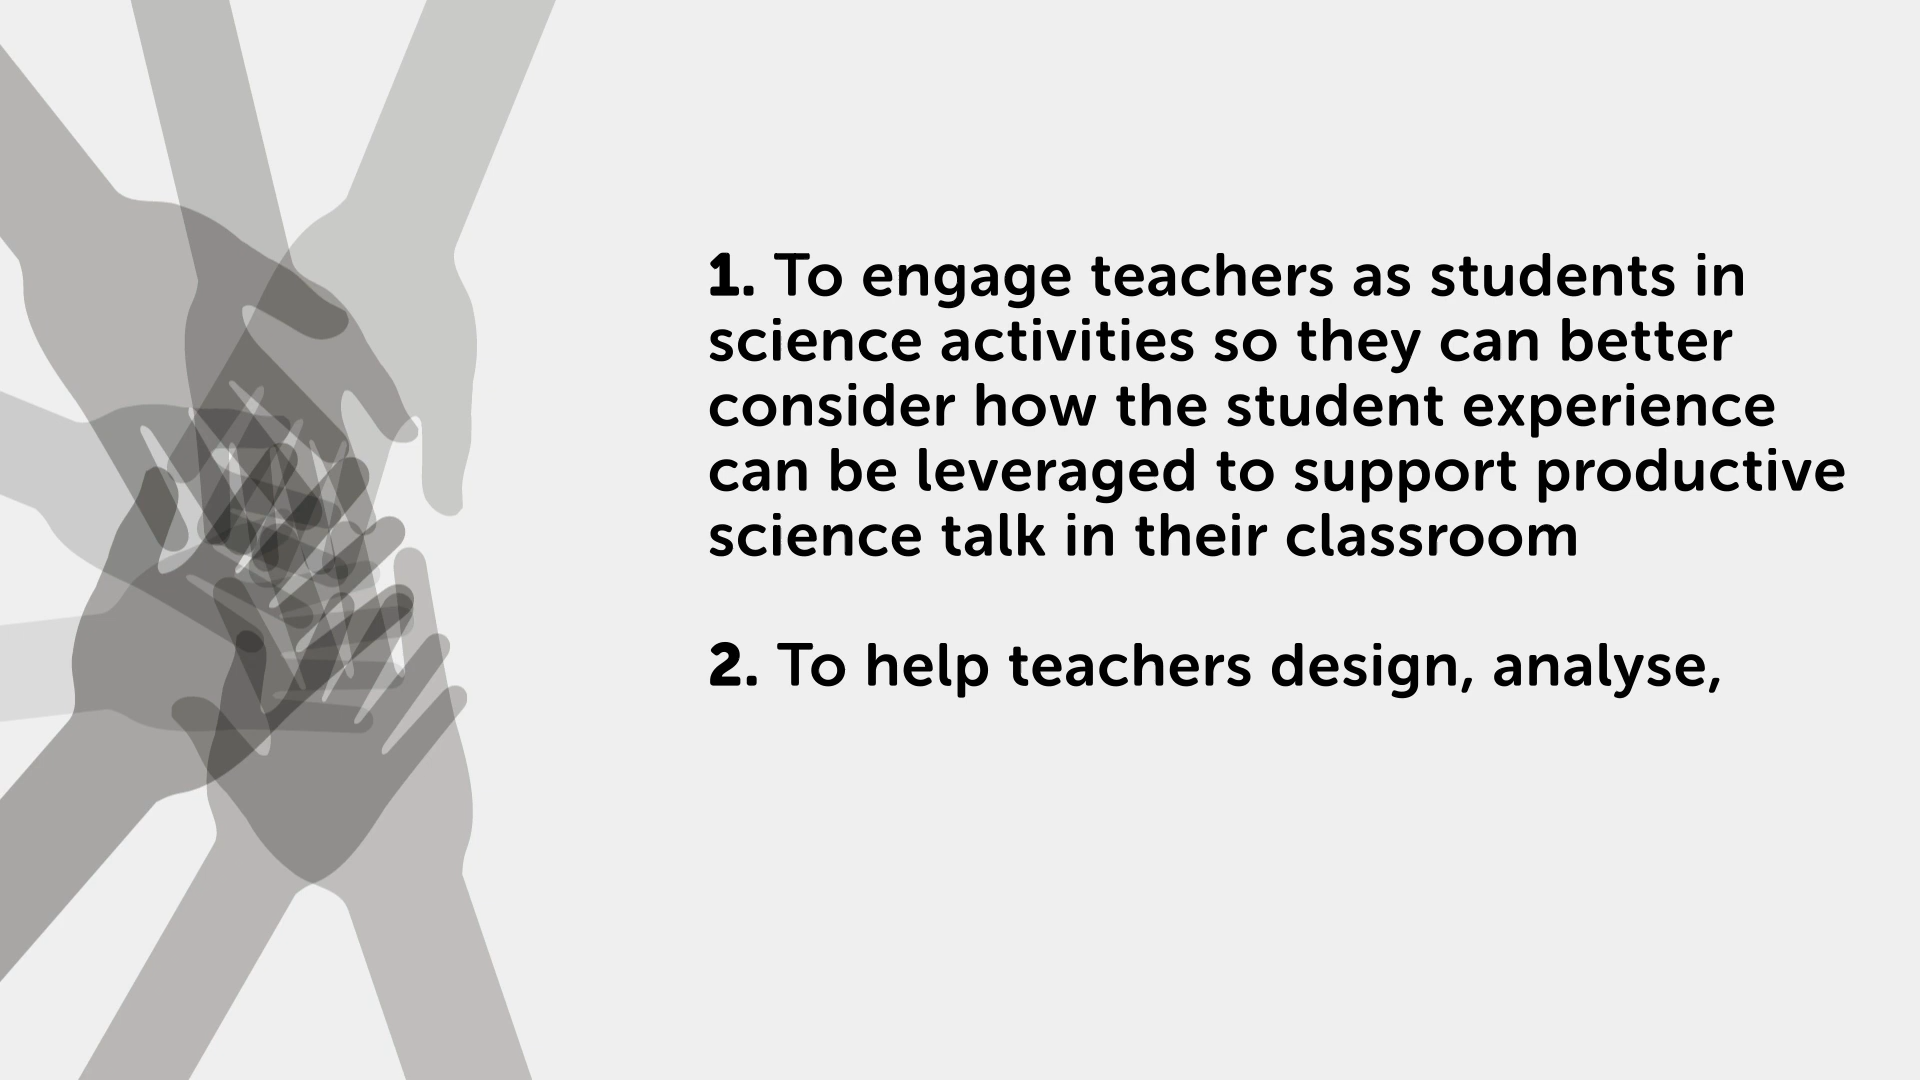 1. To engage teachers as students in
science activities so they can better
consider how the student experience
can be leveraged to support productive
science talk in their classroom
2. To help teachers design, analyse,